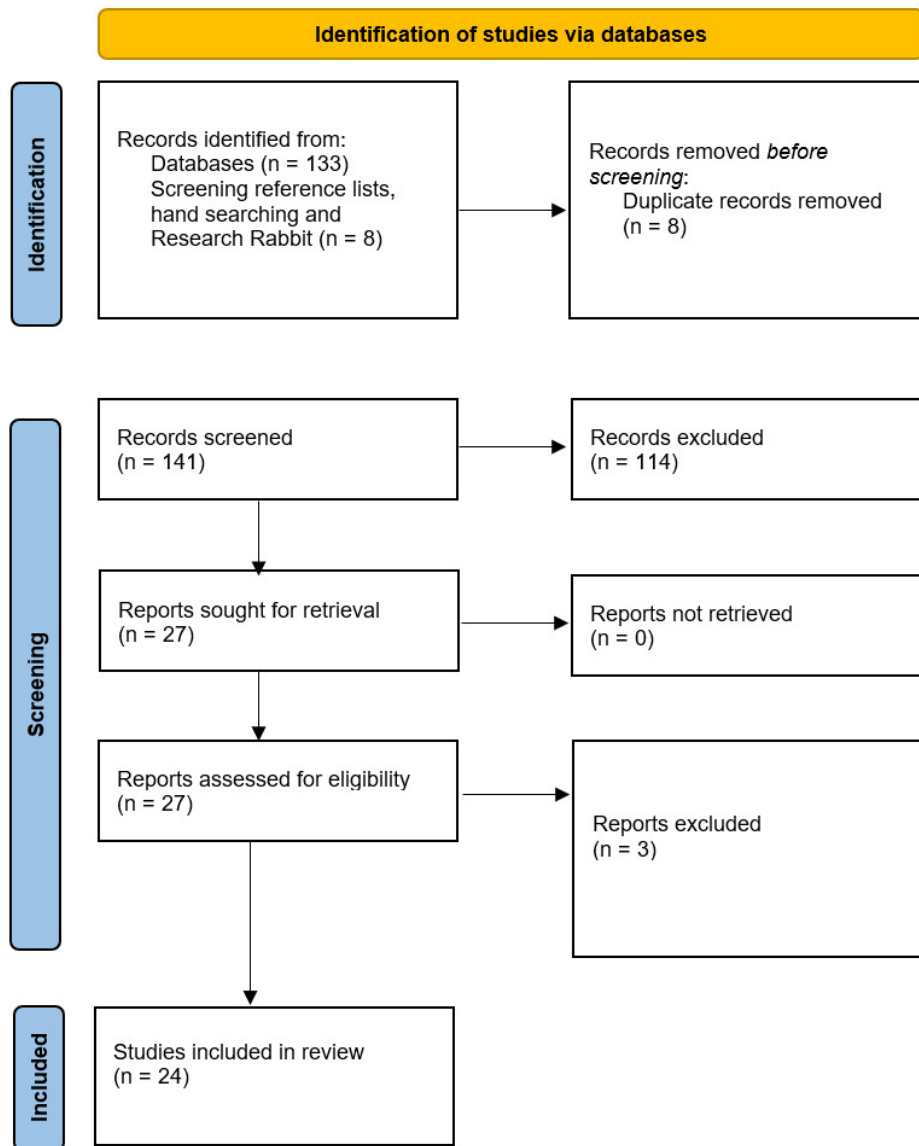 Identification of studies via databases
Identification
Records identified from:
Databases (n = 133)
Screening reference lists,
hand searching and
Research Rabbit (n = 8)
Records removed before
screening:
Duplicate records removed
(n = 8)
Screening
Records screened
(n = 141)
Records excluded
(n = 114)
Reports sought for retrieval
(n = 27)
Reports not retrieved
(n = 0)
Reports assessed for eligibility
(n = 27)
Reports excluded
(n = 3)
Included
Studies included in review
(n = 24)